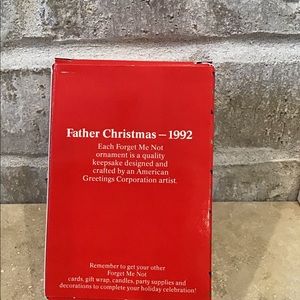 Father Christmas — 1992
Each Forget Me Not
ornament is a quality
keepsake designed and
crafted by an American
Greetings Corporation artist.
Remember to get your other
Forget Me Not
cards, gift wrap, candles, party supplies and
decorations to complete your holiday celebration!